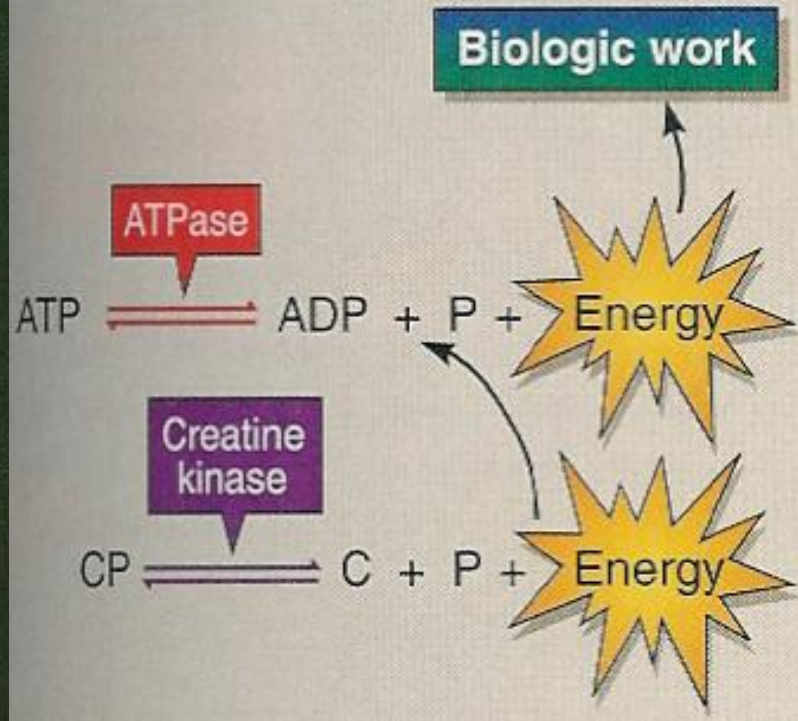 Biologic work
ATPase
ATP ⇌ ADP + P + Energy
Creatine
kinase
CP ⇌ C + P + Energy